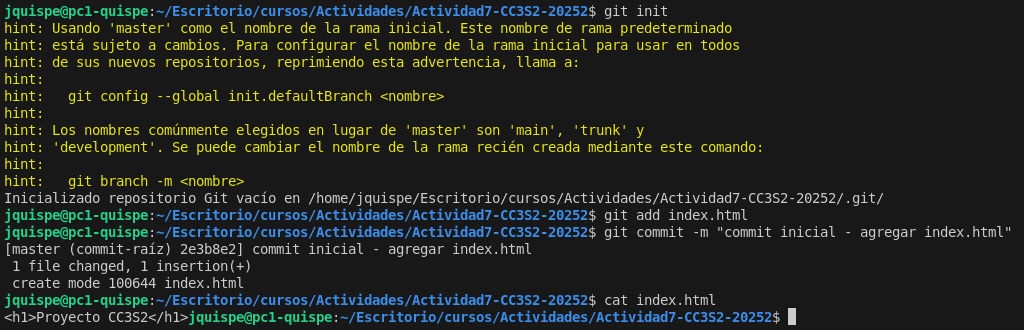 jquispe@pc1-quispe:~/Escritorio/cursos/Actividades/Actividad7-CC3S2-20252$ git init
hint: Usando 'master' como el nombre de la rama inicial. Este nombre de rama predeterminado
hint: está sujeto a cambios. Para configurar el nombre de la rama inicial para usar en todos
hint: de sus nuevos repositorios, reprimiendo esta advertencia, llama a:
hint:
hint:   git config --global init.defaultBranch <nombre>
hint:
hint: Los nombres comúnmente elegidos en lugar de 'master' son 'main', 'trunk' y
hint: 'development'. Se puede cambiar el nombre de la rama recién creada mediante este comando:
hint:
hint:   git branch -m <nombre>
Inicializado repositorio Git vacío en /home/jquispe/Escritorio/cursos/Actividades/Actividad7-CC3S2-20252/.git/
jquispe@pc1-quispe:~/Escritorio/cursos/Actividades/Actividad7-CC3S2-20252$ git add index.html
jquispe@pc1-quispe:~/Escritorio/cursos/Actividades/Actividad7-CC3S2-20252$ git commit -m "commit inicial - agregar index.html"
[master (commit-raíz) 2e3b8e2] commit inicial - agregar index.html
 1 file changed, 1 insertion(+)
 create mode 100644 index.html
jquispe@pc1-quispe:~/Escritorio/cursos/Actividades/Actividad7-CC3S2-20252$ cat index.html
<h1>Proyecto CC3S2</h1>jquispe@pc1-quispe:~/Escritorio/cursos/Actividades/Actividad7-CC3S2-20252$